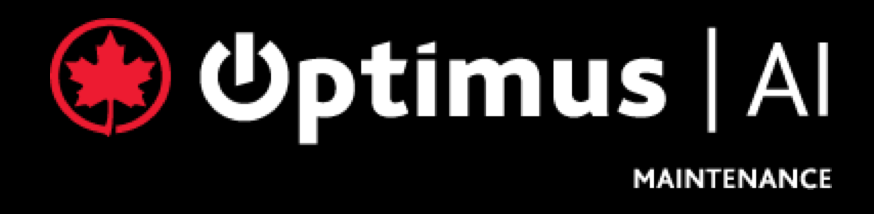 Optimus | AI
MAINTENANCE